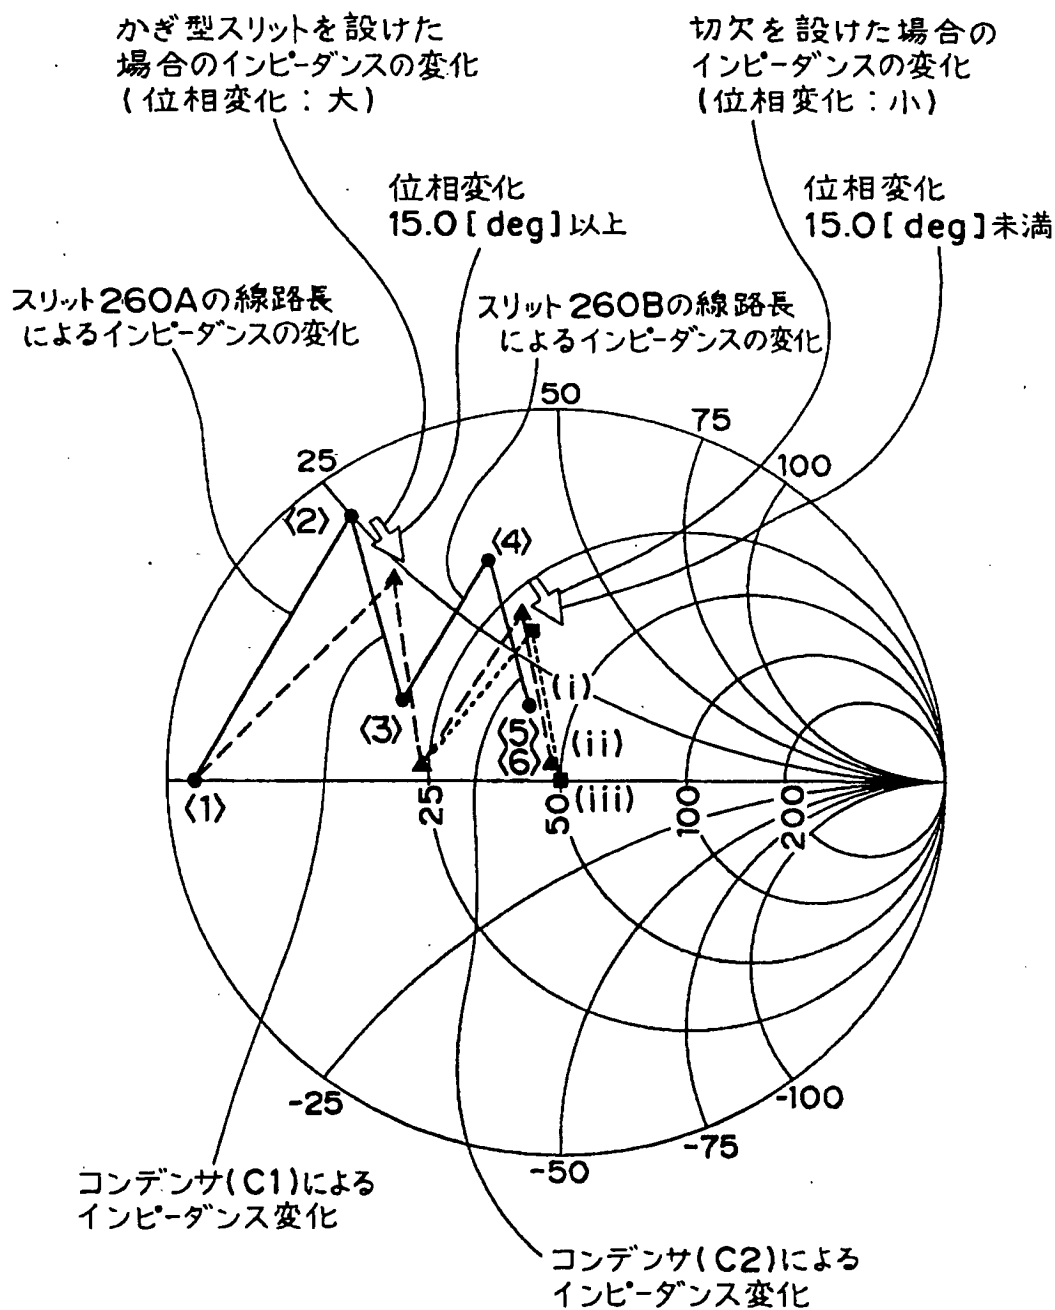 かぎ型スリットを設けた
場合のインピーダンスの変化
(位相変化:大)
切欠を設けた場合の
インピーダンスの変化
(位相変化:小)
位相変化
15.0[deg]以上
位相変化
15.0[deg]未満
スリット260Aの線路長
によるインピーダンスの変化
スリット260Bの線路長
によるインピーダンスの変化
50
75
25
100
〈2〉
〈4〉
(i)
〈3〉
〈5〉
(ii)
〈6〉
〈1〉
25
50
(iii)
100
200
-25
-100
-75
-50
コンデンサ(C1)による
インピーダンス変化
コンデンサ(C2)による
インピーダンス変化